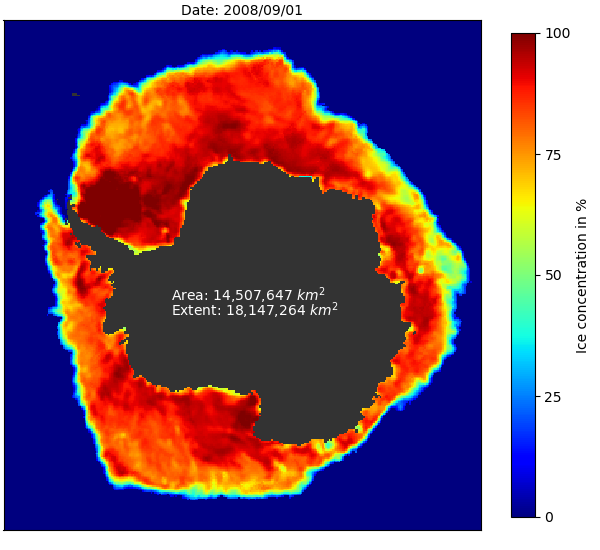 Date: 2008/09/01
100
75
50
25
0
Ice concentration in %
Area: 14,507,647 km²
Extent: 18,147,264 km²